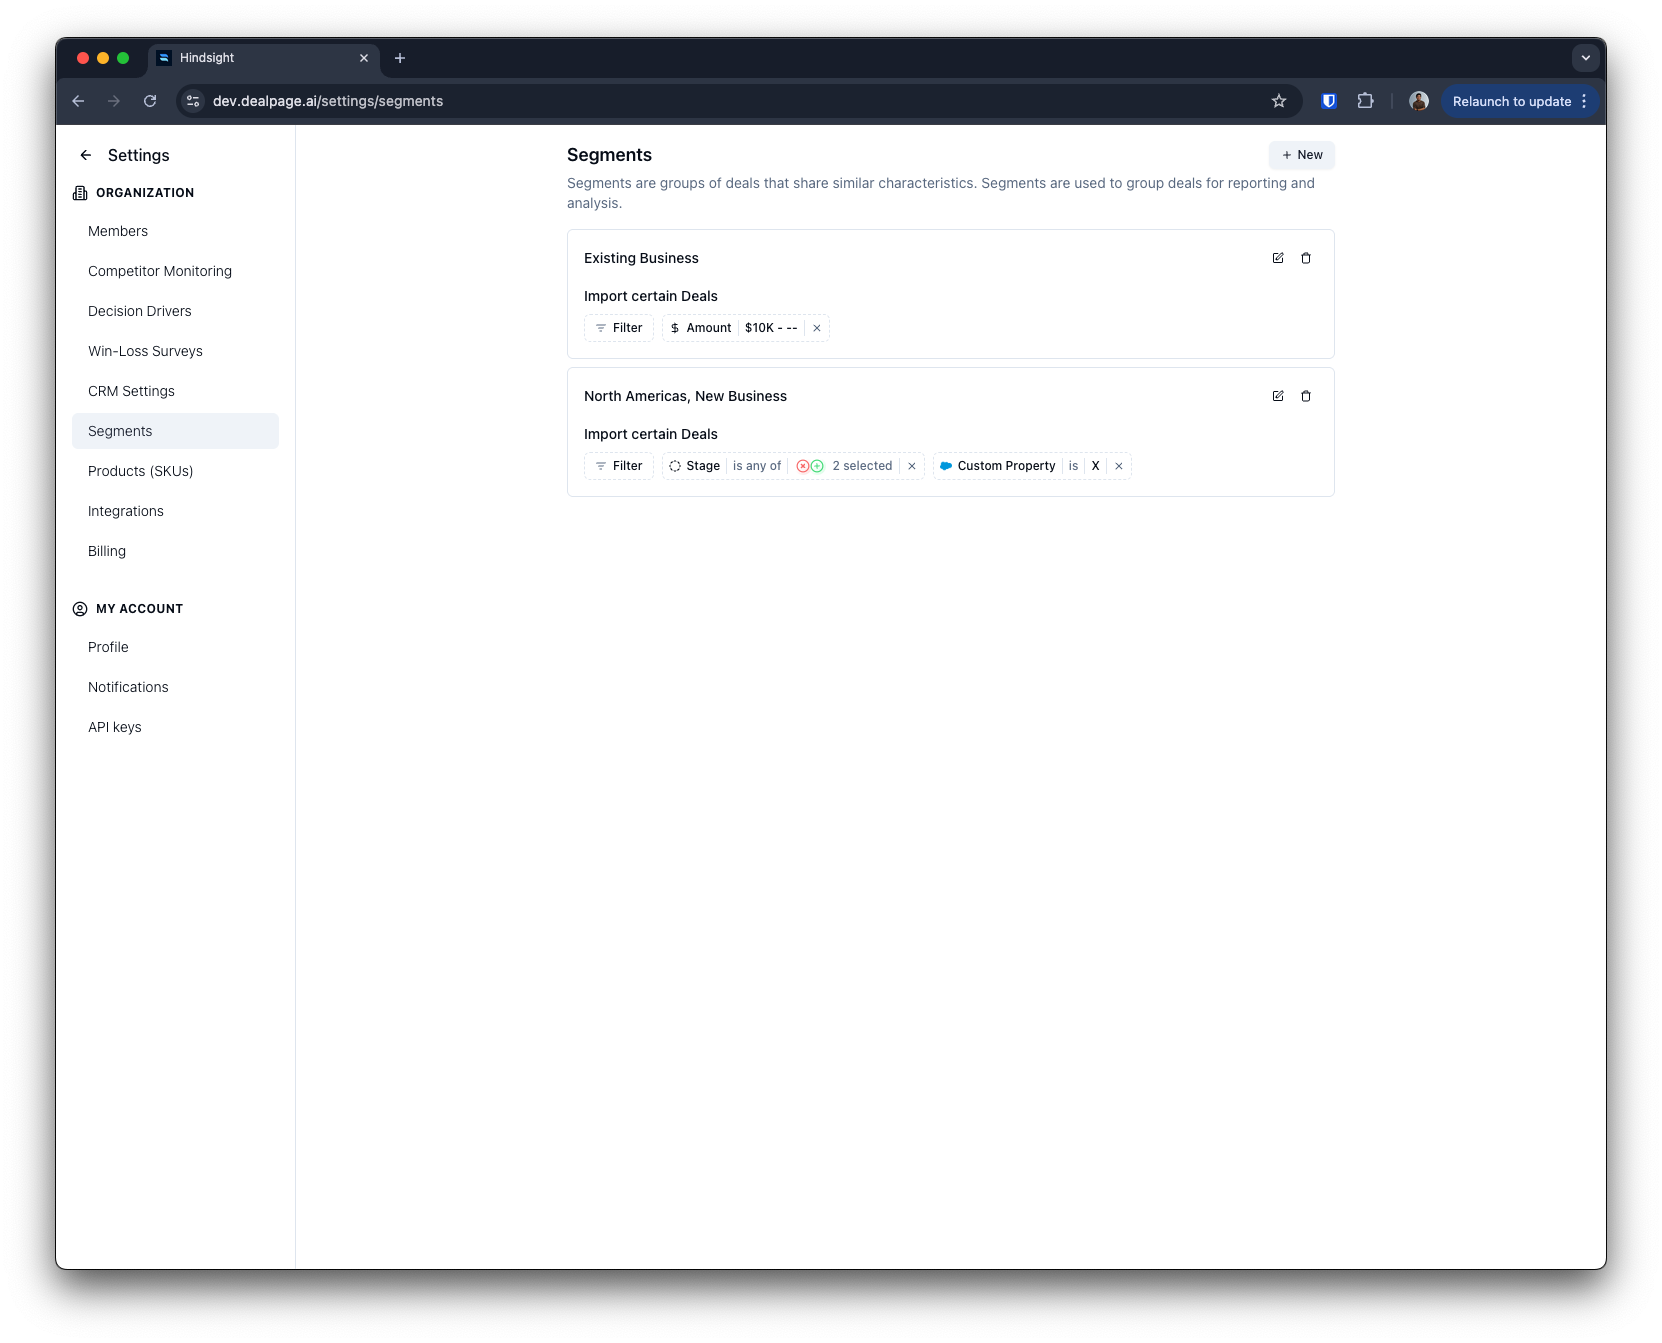 Hindsight
dev.dealpage.ai/settings/segments
Relaunch to update
Settings
ORGANIZATION
Members
Competitor Monitoring
Decision Drivers
Win-Loss Surveys
CRM Settings
Segments
Products (SKUs)
Integrations
Billing
MY ACCOUNT
Profile
Notifications
API keys
Segments
+ New
Segments are groups of deals that share similar characteristics. Segments are used to group deals for reporting and
analysis.
Existing Business
Import certain Deals
Filter $ Amount $10K - --
North Americas, New Business
Import certain Deals
Filter Stage is any of 2 selected Custom Property is X